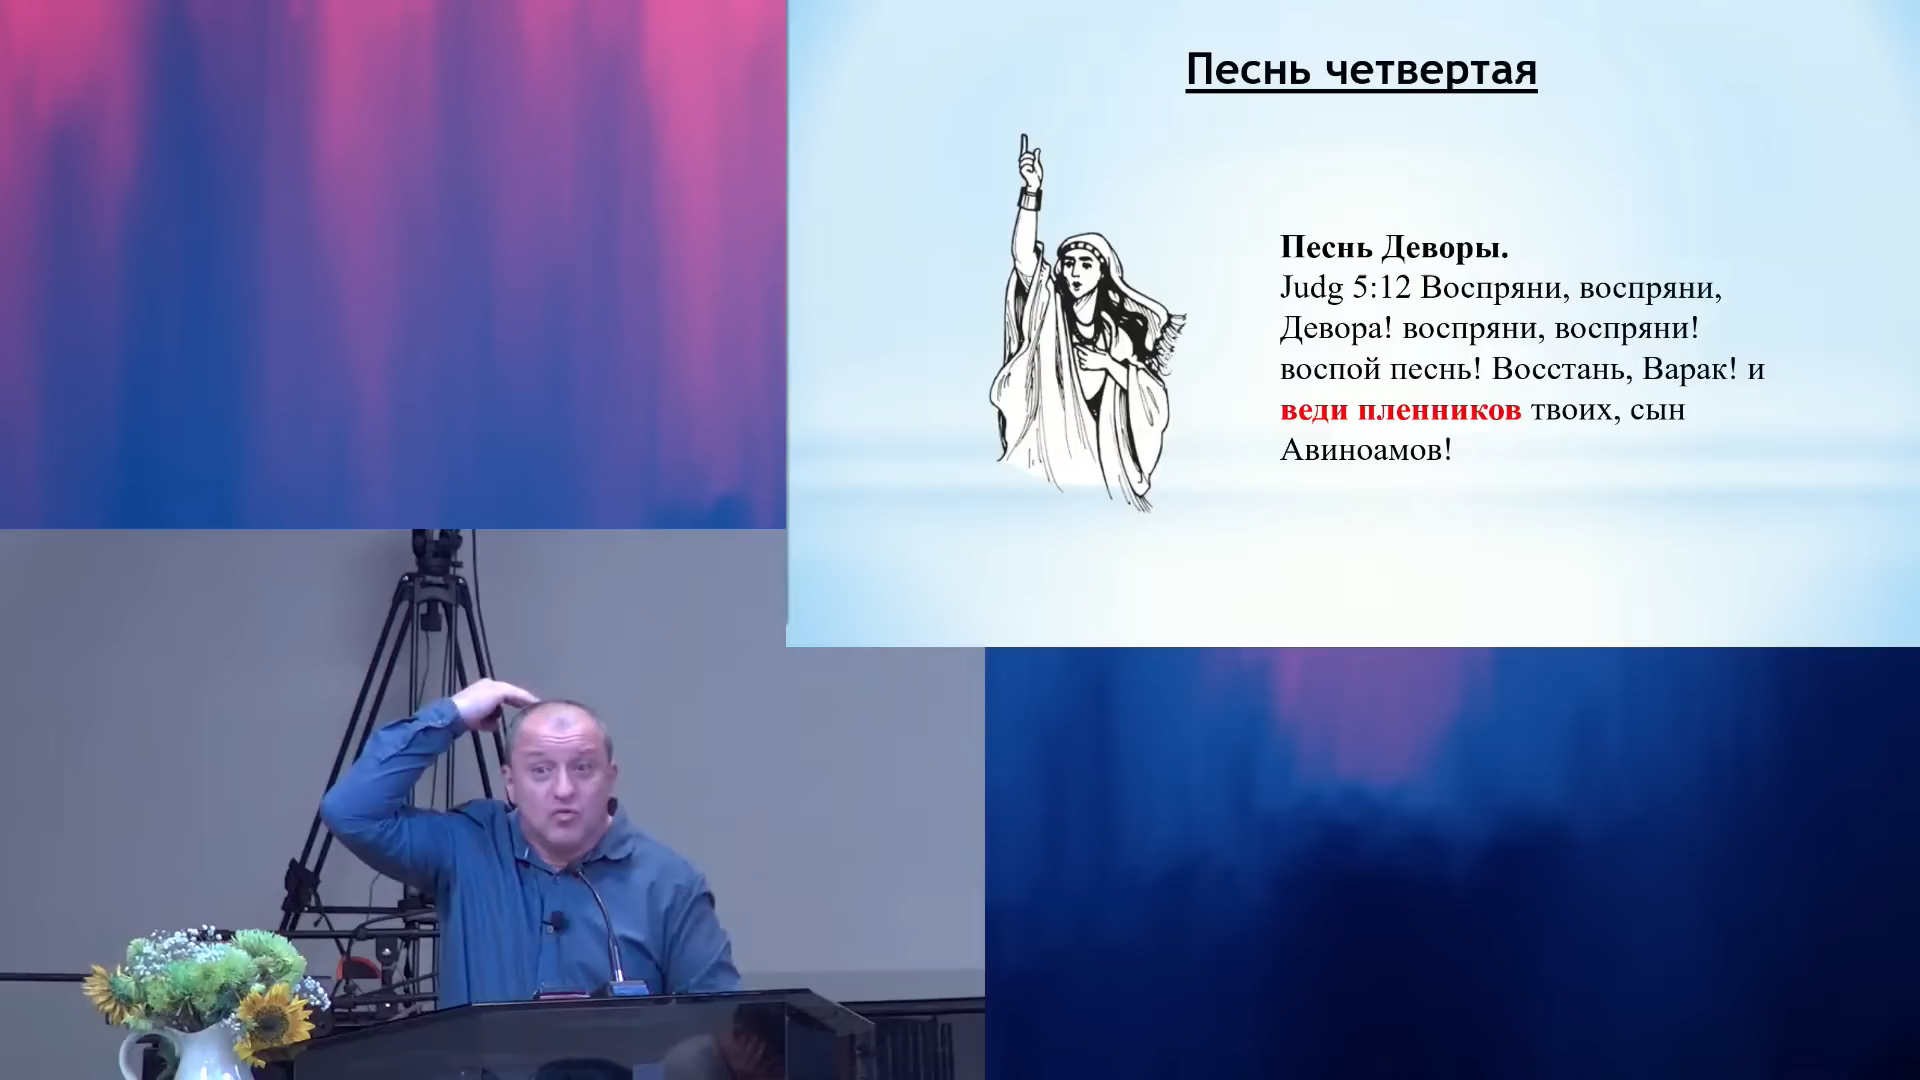 Песнь четвертая
Песнь Деворы.
Judg 5:12 Воспряни, воспряни,
Девора! воспряни, воспряни!
воспой песнь! Восстань, Варак! и
веди пленников твоих, сын
Авиноамов!